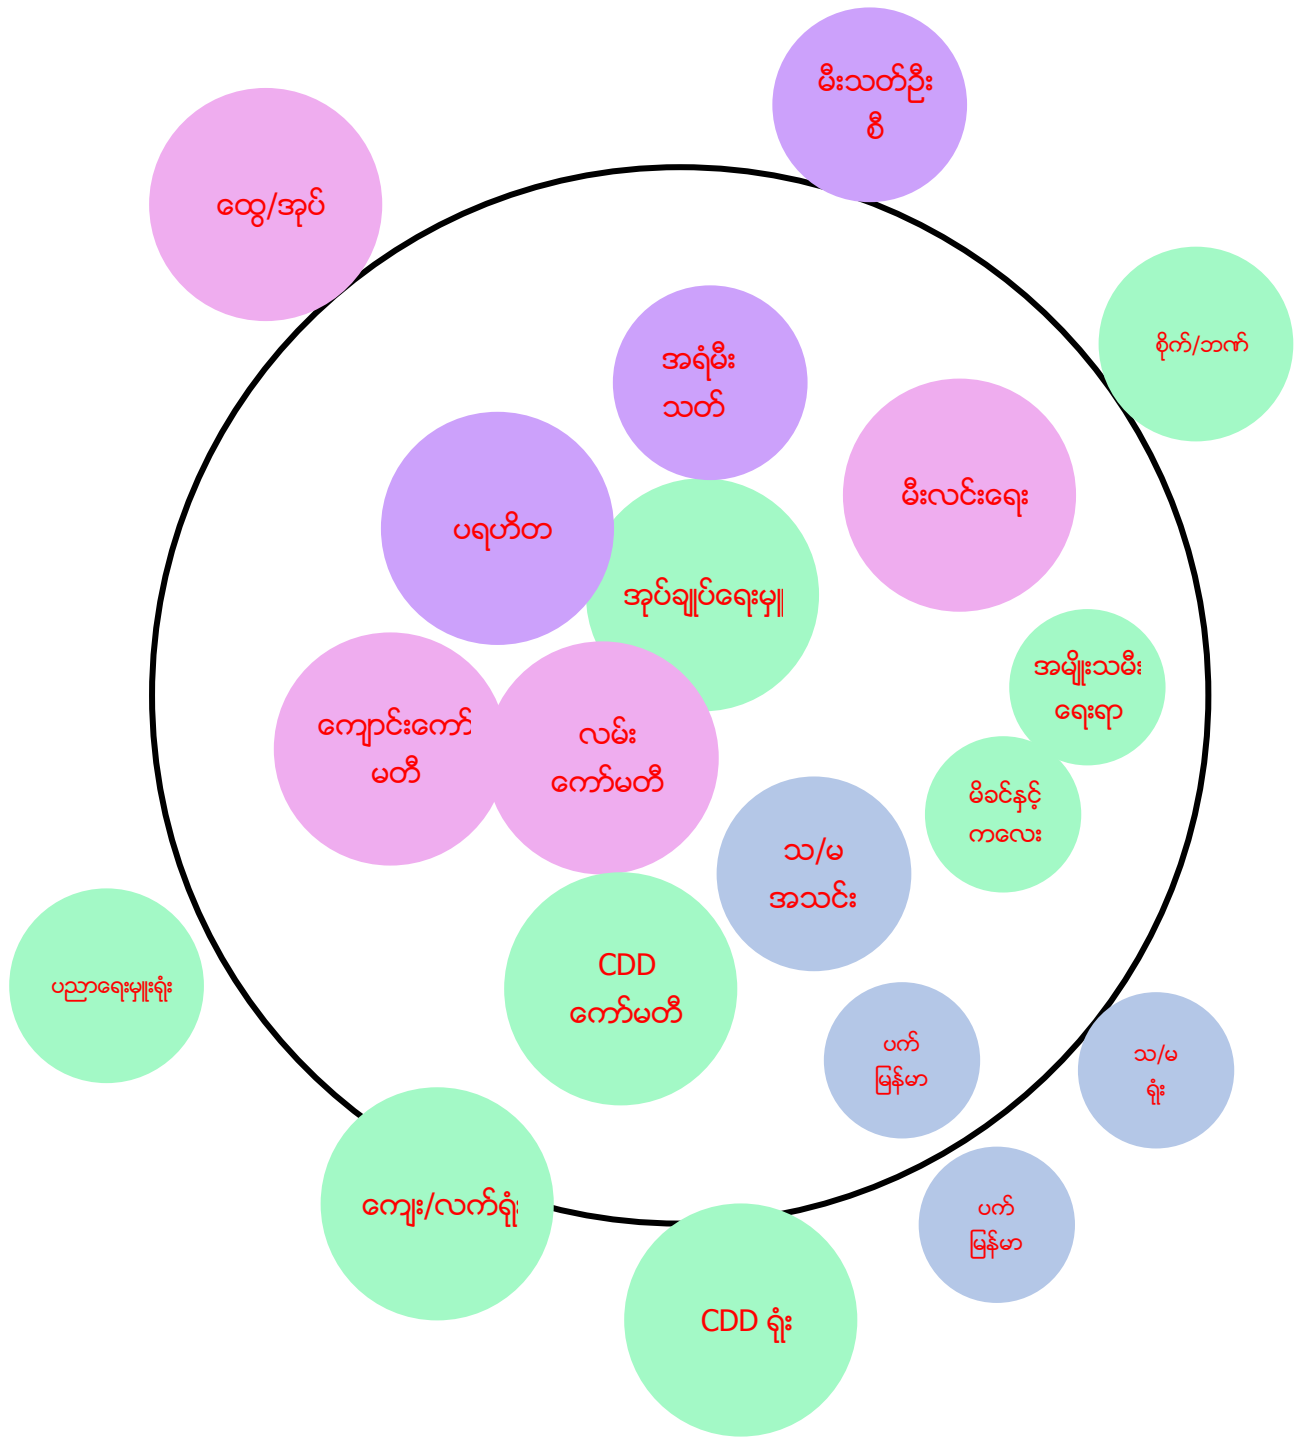 မီးသတ်ဦး
စီ
ထွေ/အုပ်
စိုက်/ဘဏ်
အရံမီး
သတ်
မီးလင်းရေး
ပရဟိတ
အုပ်ချုပ်ရေးမှူ
အမျိုးသမီး
ရေးရာ
ကျောင်းကော်
မတီ
လမ်း
ကော်မတီ
မိခင်နှင့်
ကလေး
သ/မ
အသင်း
CDD
ကော်မတီ
ပညာရေးမှူးရုံး
ပက်
မြန်မာ
သ/မ
ရုံး
ကျေး/လက်ရုံး
ပက်
မြန်မာ
CDD ရုံး